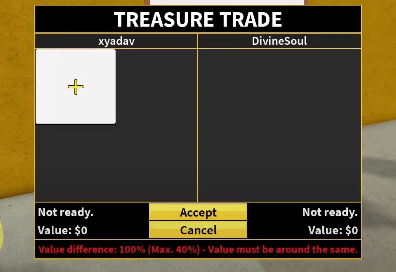 TREASURE TRADE
xyadav
DivineSoul
Not ready.
Accept
Not ready.
Value: $0
Cancel
Value: $0
Value difference: 100% (Max. 40%) - Value must be around the same.